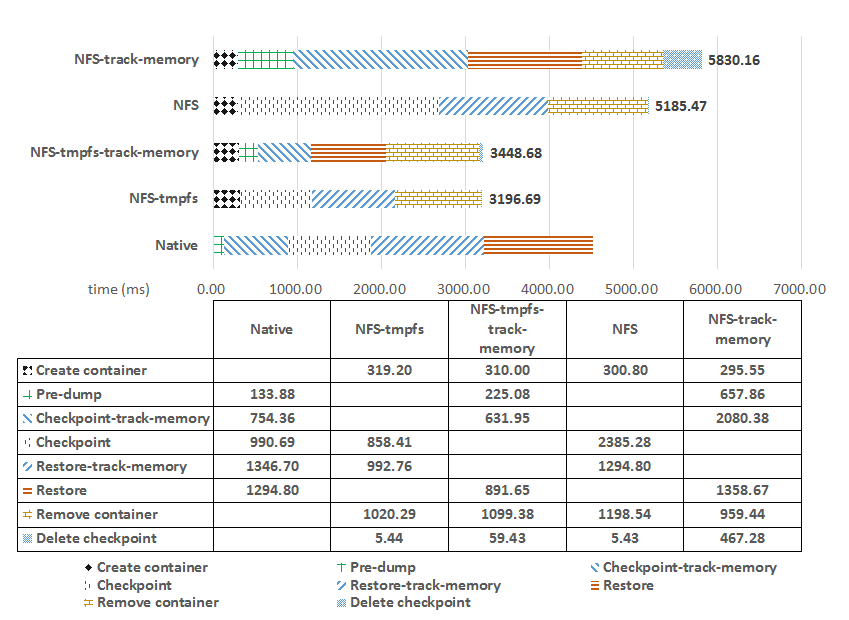 NFS-track-memory 5830.16
NFS 5185.47
NFS-tmpfs-track-memory 3448.68
NFS-tmpfs 3196.69
Native
time (ms) 0.00 1000.00 2000.00 3000.00 4000.00 5000.00 6000.00 7000.00
Native NFS-tmpfs NFS-tmpfs-track-memory NFS NFS-track-memory
Create container 319.20 310.00 300.80 295.55
Pre-dump 133.88 225.08 657.86
Checkpoint-track-memory 754.36 631.95 2080.38
Checkpoint 990.69 858.41 2385.28
Restore-track-memory 1346.70 992.76 1294.80
Restore 1294.80 891.65 1358.67
Remove container 1020.29 1099.38 1198.54 959.44
Delete checkpoint 5.44 59.43 5.43 467.28
Create container Pre-dump Checkpoint-track-memory
Checkpoint Restore-track-memory Restore
Remove container Delete checkpoint